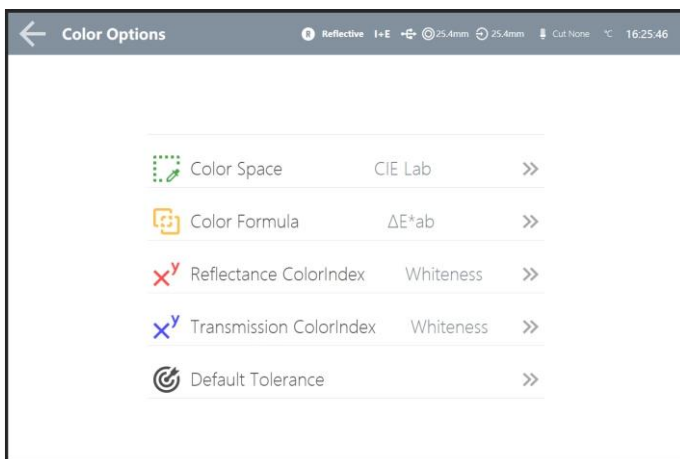 Color Options R Reflective I+E 25.4mm 25.4mm Cut None °C 16:25:46
Color Space CIE Lab
Color Formula ΔE*ab
Reflectance ColorIndex Whiteness
Transmission ColorIndex Whiteness
Default Tolerance